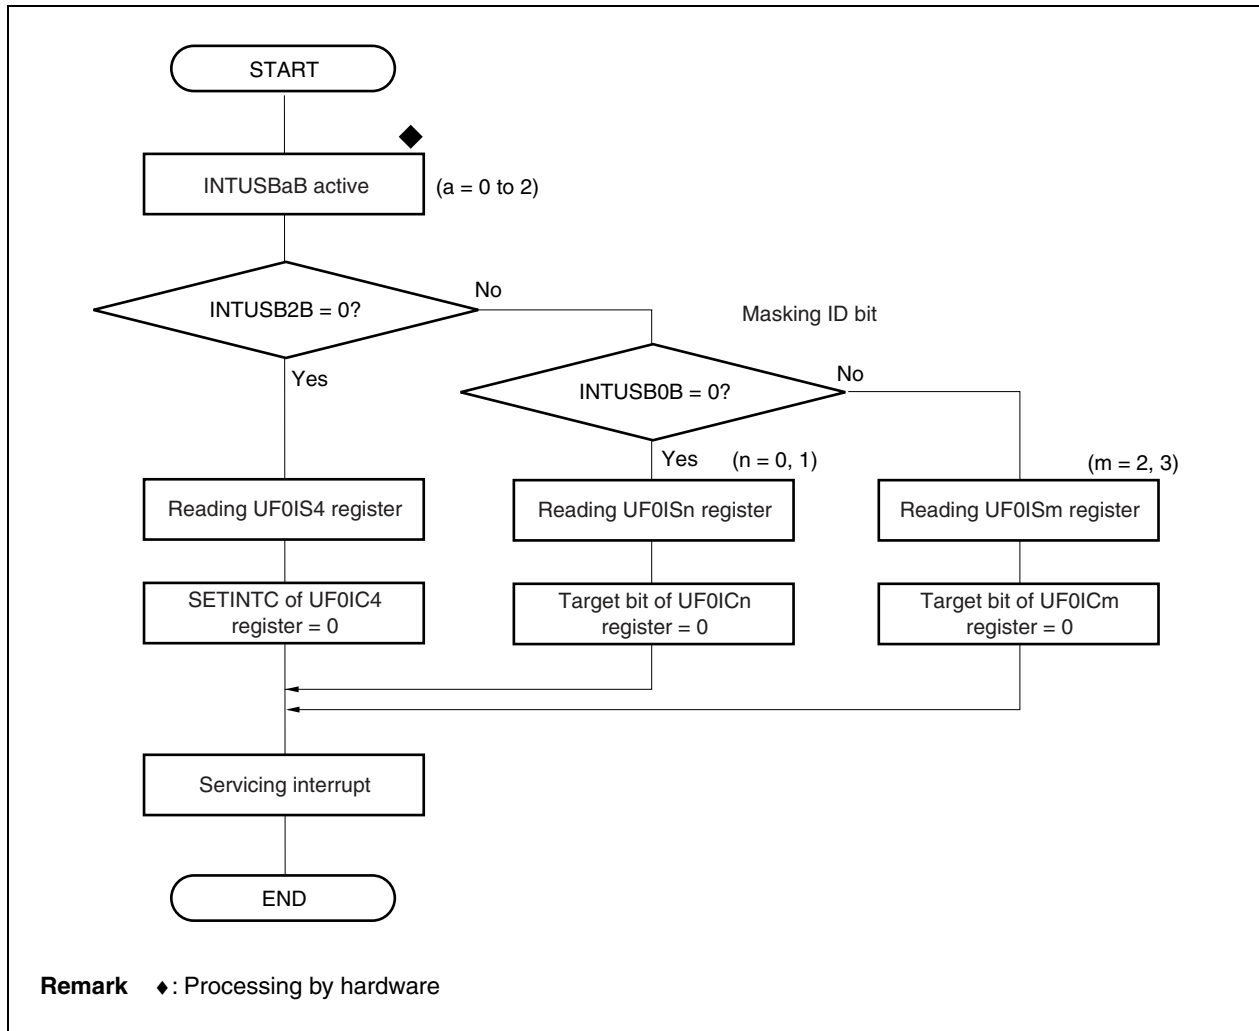 START
INTUSBaB active
(a = 0 to 2)
INTUSB2B = 0?
No
Yes
Masking ID bit
INTUSB0B = 0?
No
Yes
(n = 0, 1)
(m = 2, 3)
Reading UF0IS4 register
Reading UF0ISn register
Reading UF0ISm register
SETINTC of UF0IC4
register = 0
Target bit of UF0ICn
register = 0
Target bit of UF0ICm
register = 0
Servicing interrupt
END
Remark ♦: Processing by hardware